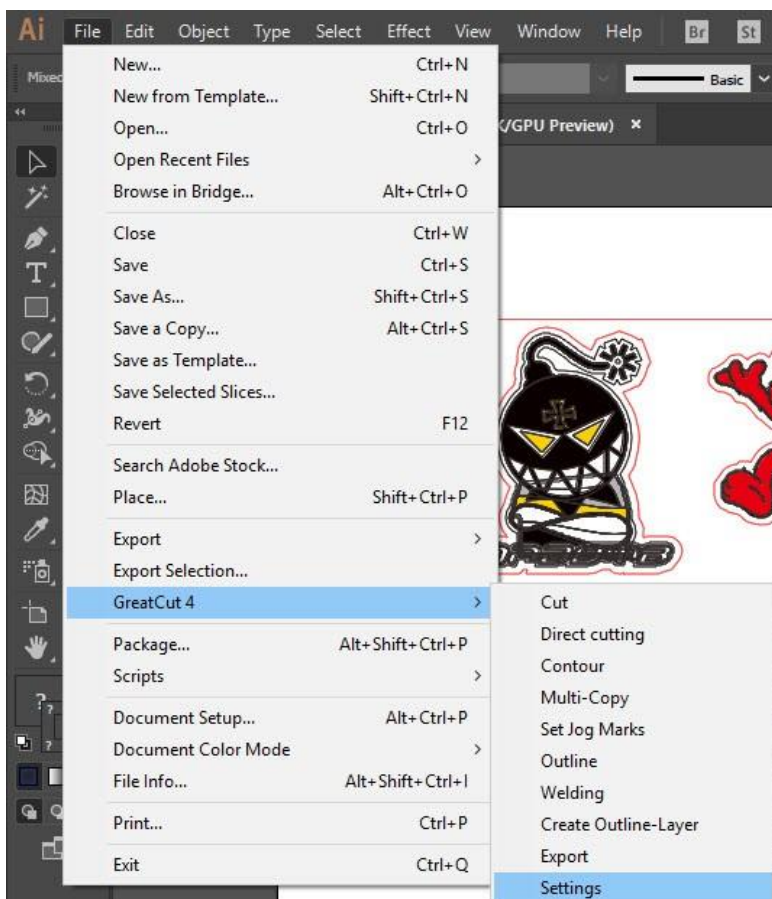 Ai File Edit Object Type Select Effect View Window Help Br St
Mixed
Basic
/GPU Preview) ×
New... Ctrl+N
New from Template... Shift+Ctrl+N
Open... Ctrl+O
Open Recent Files >
Browse in Bridge... Alt+Ctrl+O
Close Ctrl+W
Save Ctrl+S
Save As... Shift+Ctrl+S
Save a Copy... Alt+Ctrl+S
Save as Template...
Save Selected Slices...
Revert F12
Search Adobe Stock...
Place... Shift+Ctrl+P
Export >
Export Selection...
GreatCut 4 >
Package... Alt+Shift+Ctrl+P
Scripts >
Document Setup... Alt+Ctrl+P
Document Color Mode >
File Info... Alt+Shift+Ctrl+I
Print... Ctrl+P
Exit Ctrl+Q
Cut
Direct cutting
Contour
Multi-Copy
Set Jog Marks
Outline
Welding
Create Outline-Layer
Export
Settings